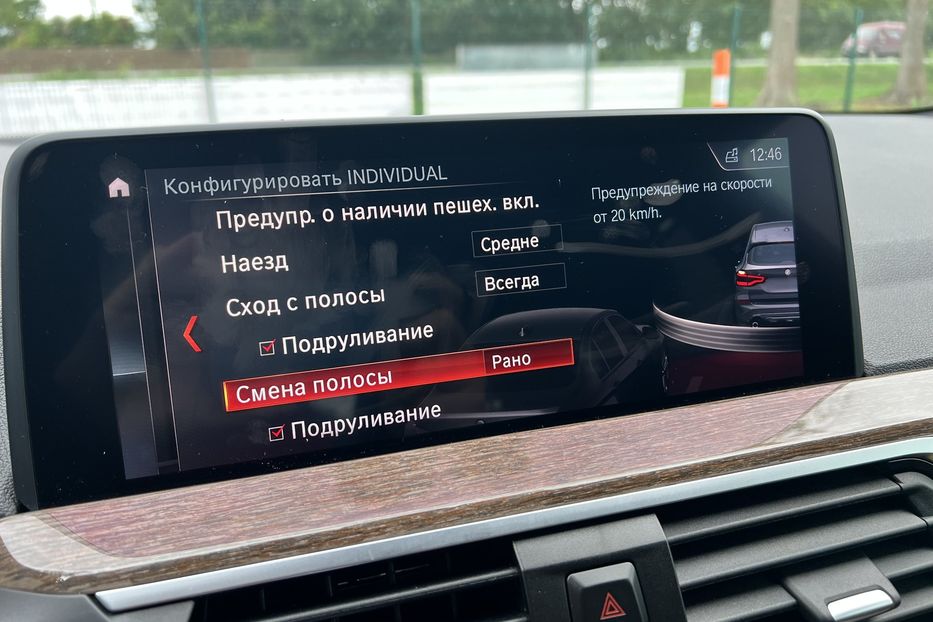 12:46
Конфигурировать INDIVIDUAL
Предупр. о наличии пешех. вкл.
Наезд Средне
Сход с полосы Всегда
Подруливание
Смена полосы Рано
Подруливание
Предупреждение на скорости
от 20 km/h.